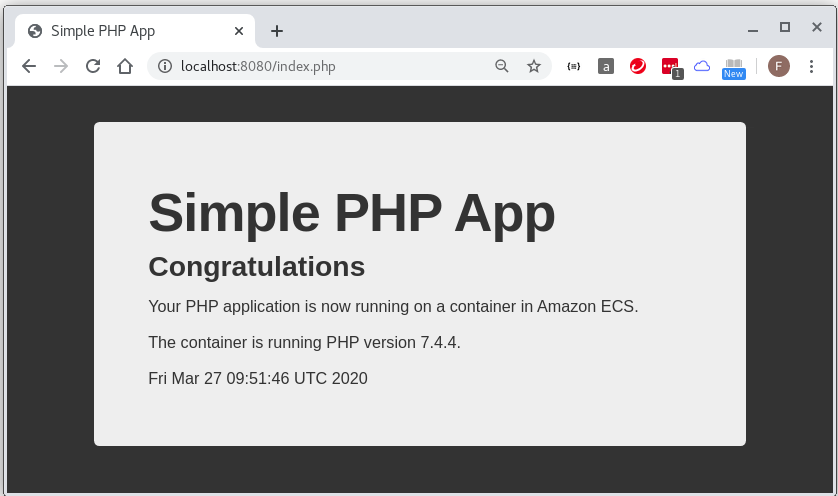 Simple PHP App
localhost:8080/index.php
a
1
New
F
Simple PHP App
Congratulations
Your PHP application is now running on a container in Amazon ECS.
The container is running PHP version 7.4.4.
Fri Mar 27 09:51:46 UTC 2020